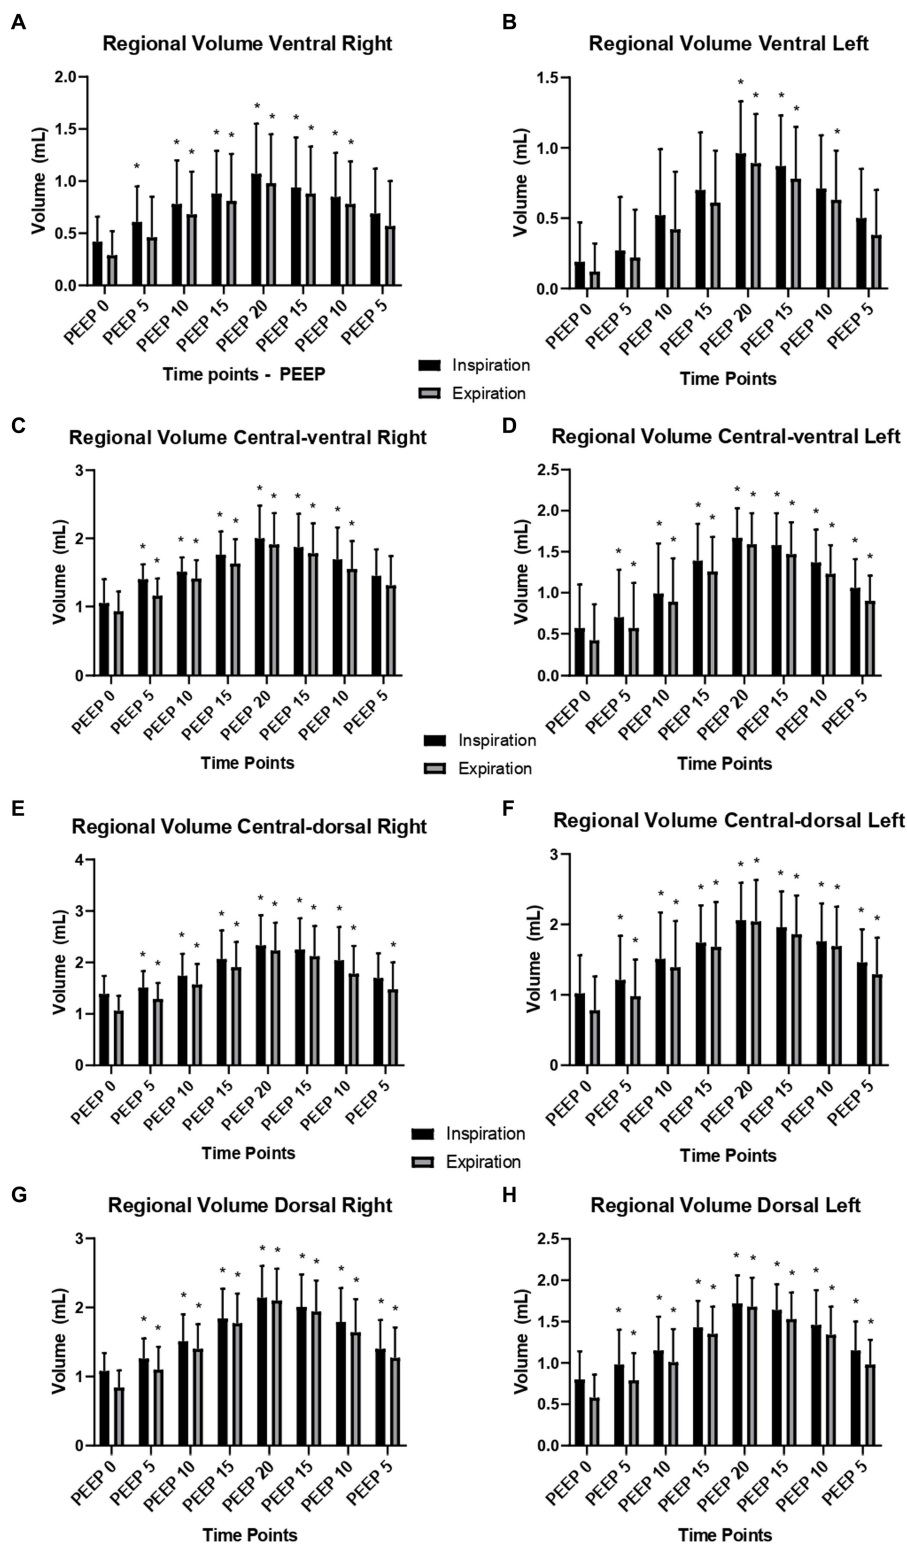 A
Regional Volume Ventral Right
2.0
1.5
1.0
0.5
0.0
Volume (mL)
PEEP 0
PEEP 5
PEEP 10
PEEP 15
PEEP 20
PEEP 15
PEEP 10
PEEP 5
Time points - PEEP
B
Regional Volume Ventral Left
1.5
1.0
0.5
0.0
Volume (mL)
PEEP 0
PEEP 5
PEEP 10
PEEP 15
PEEP 20
PEEP 15
PEEP 10
PEEP 5
Time Points
Inspiration
Expiration
C
Regional Volume Central-ventral Right
3
2
1
0
Volume (mL)
PEEP 0
PEEP 5
PEEP 10
PEEP 15
PEEP 20
PEEP 15
PEEP 10
PEEP 5
Time Points
D
Regional Volume Central-ventral Left
2.5
2.0
1.5
1.0
0.5
0.0
Volume (mL)
PEEP 0
PEEP 5
PEEP 10
PEEP 15
PEEP 20
PEEP 15
PEEP 10
PEEP 5
Time Points
Inspiration
Expiration
E
Regional Volume Central-dorsal Right
4
3
2
1
0
Volume (mL)
PEEP 0
PEEP 5
PEEP 10
PEEP 15
PEEP 20
PEEP 15
PEEP 10
PEEP 5
Time Points
F
Regional Volume Central-dorsal Left
3
2
1
0
Volume (mL)
PEEP 0
PEEP 5
PEEP 10
PEEP 15
PEEP 20
PEEP 15
PEEP 10
PEEP 5
Time Points
Inspiration
Expiration
G
Regional Volume Dorsal Right
3
2
1
0
Volume (mL)
PEEP 0
PEEP 5
PEEP 10
PEEP 15
PEEP 20
PEEP 15
PEEP 10
PEEP 5
Time Points
H
Regional Volume Dorsal Left
2.5
2.0
1.5
1.0
0.5
0.0
Volume (mL)
PEEP 0
PEEP 5
PEEP 10
PEEP 15
PEEP 20
PEEP 15
PEEP 10
PEEP 5
Time Points